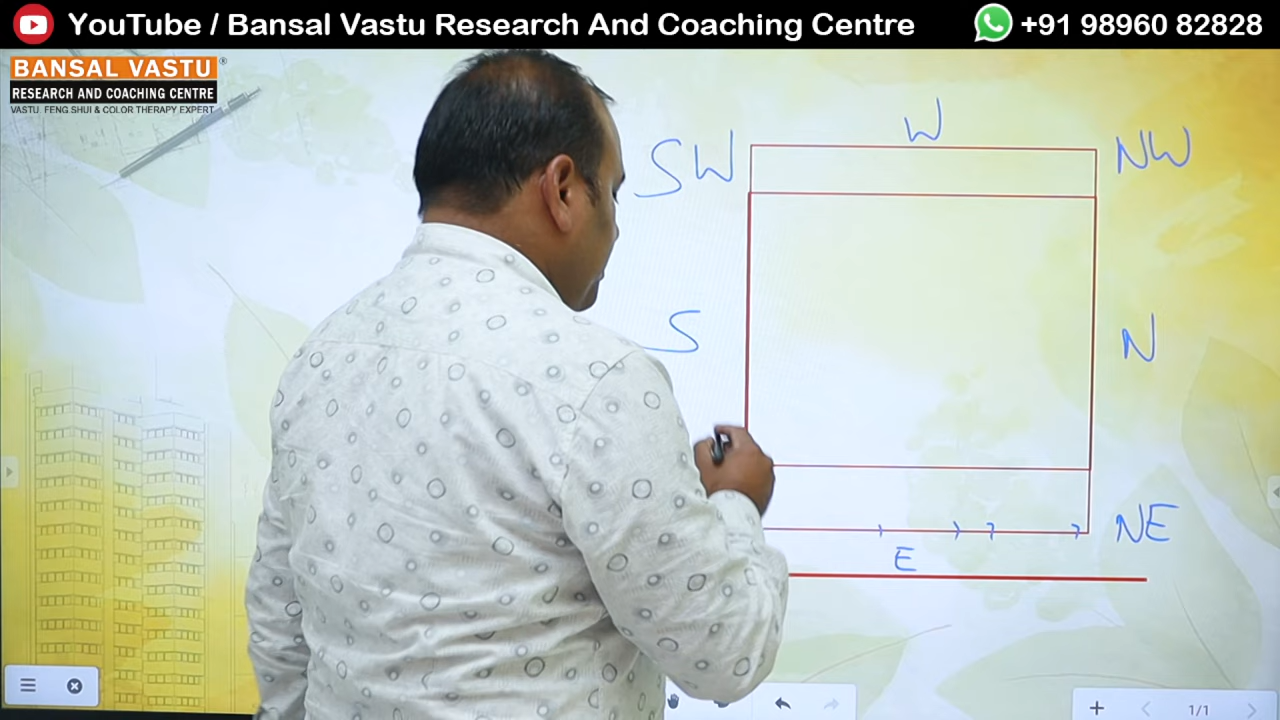 YouTube / Bansal Vastu Research And Coaching Centre
+91 98960 82828
BANSAL VASTU®
RESEARCH AND COACHING CENTRE
VASTU, FENG SHUI & COLOR THERAPY EXPERT
W
SW
NW
S
N
NE
E
1/1